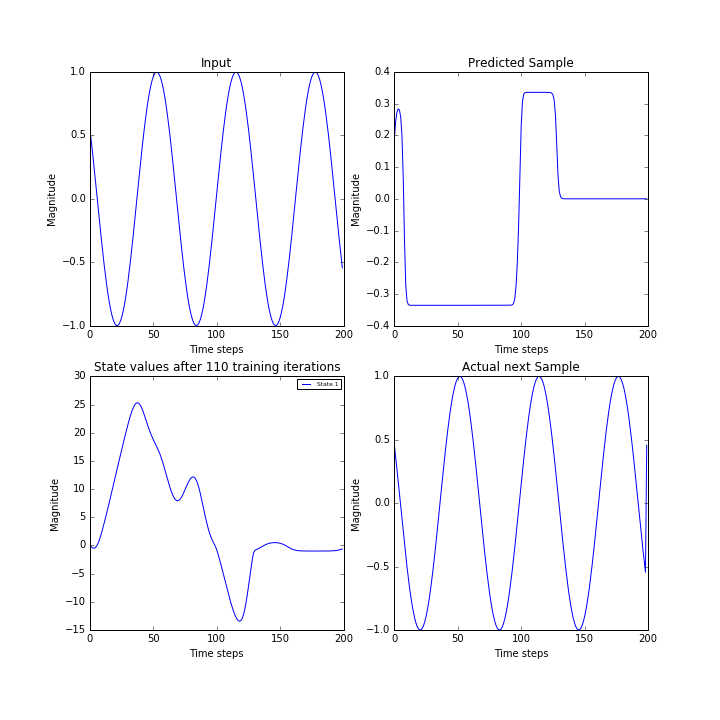 Input
1.0
0.5
0.0
−0.5
−1.0
Magnitude
0 50 100 150 200
Time steps
Predicted Sample
0.4
0.3
0.2
0.1
0.0
−0.1
−0.2
−0.3
−0.4
Magnitude
0 50 100 150 200
Time steps
State values after 110 training iterations
State 1
30
25
20
15
10
5
0
−5
−10
−15
Magnitude
0 50 100 150 200
Time steps
Actual next Sample
1.0
0.5
0.0
−0.5
−1.0
Magnitude
0 50 100 150 200
Time steps